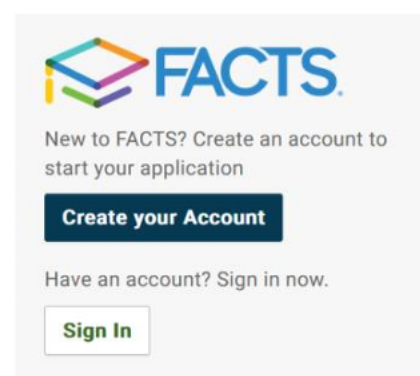 FACTS.
New to FACTS? Create an account to
start your application
Create your Account
Have an account? Sign in now.
Sign In